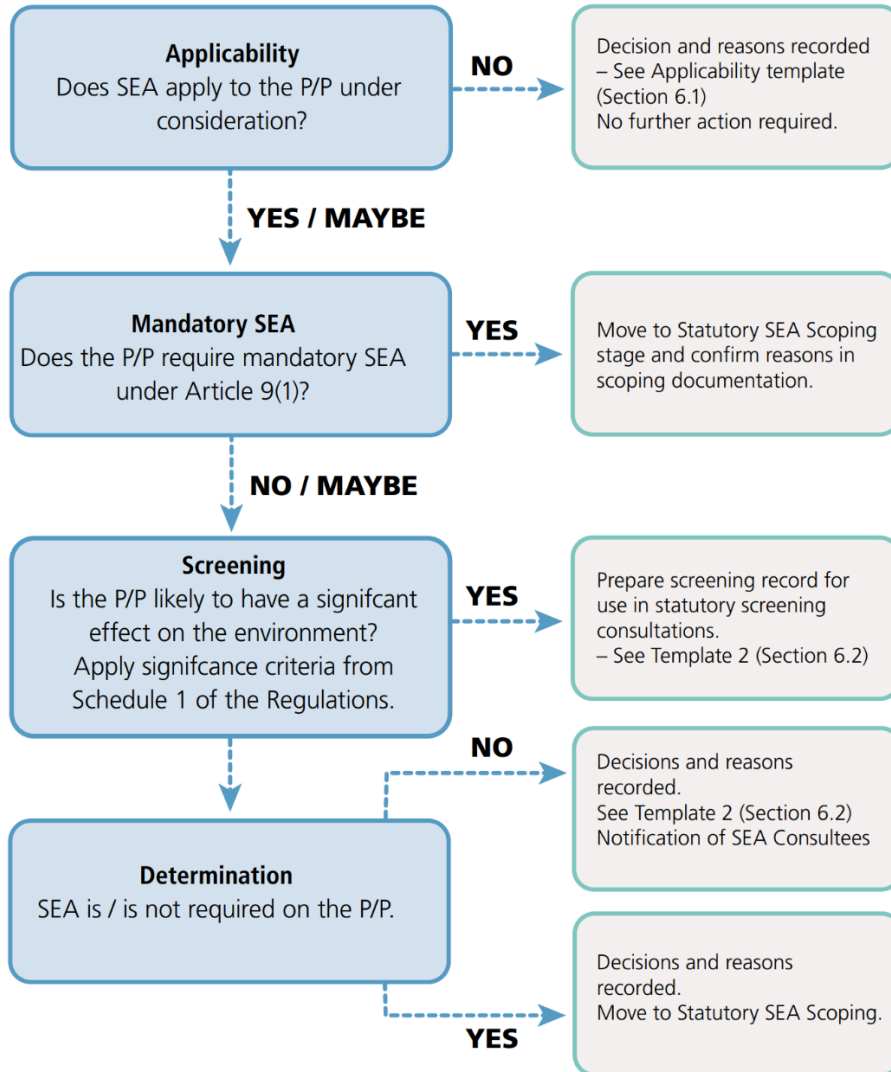 Applicability
Does SEA apply to the P/P under
consideration?
NO
Decision and reasons recorded
– See Applicability template
(Section 6.1)
No further action required.
YES / MAYBE
Mandatory SEA
Does the P/P require mandatory SEA
under Article 9(1)?
YES
Move to Statutory SEA Scoping
stage and confirm reasons in
scoping documentation.
NO / MAYBE
Screening
Is the P/P likely to have a signifcant
effect on the environment?
Apply signifcance criteria from
Schedule 1 of the Regulations.
YES
Prepare screening record for
use in statutory screening
consultations.
– See Template 2 (Section 6.2)
NO
Decisions and reasons
recorded.
See Template 2 (Section 6.2)
Notification of SEA Consultees
Determination
SEA is / is not required on the P/P.
YES
Decisions and reasons
recorded.
Move to Statutory SEA Scoping.